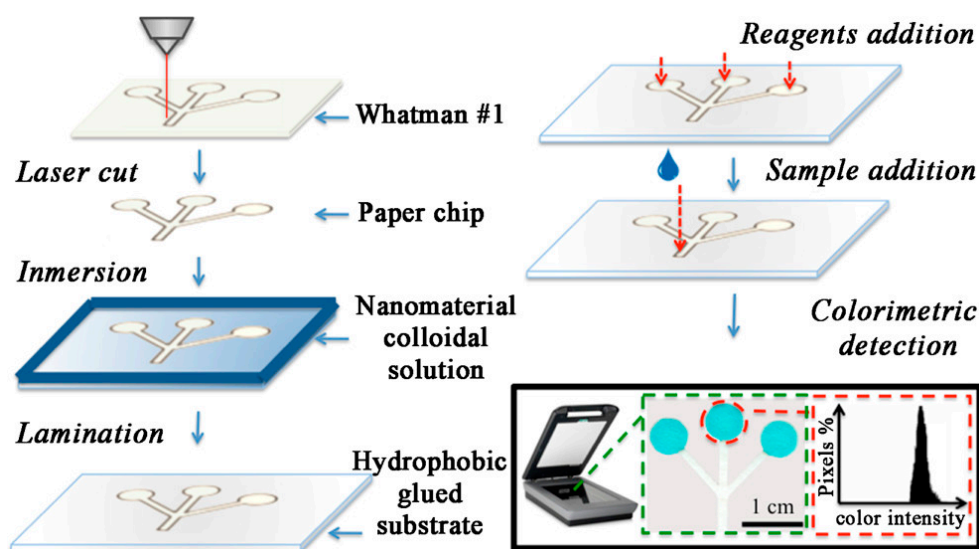 Whatman #1
Laser cut
Paper chip
Inmersion
Nanomaterial
colloidal
solution
Lamination
Hydrophobic
glued
substrate
Reagents addition
Sample addition
Colorimetric
detection
1 cm
Pixels %
color intensity